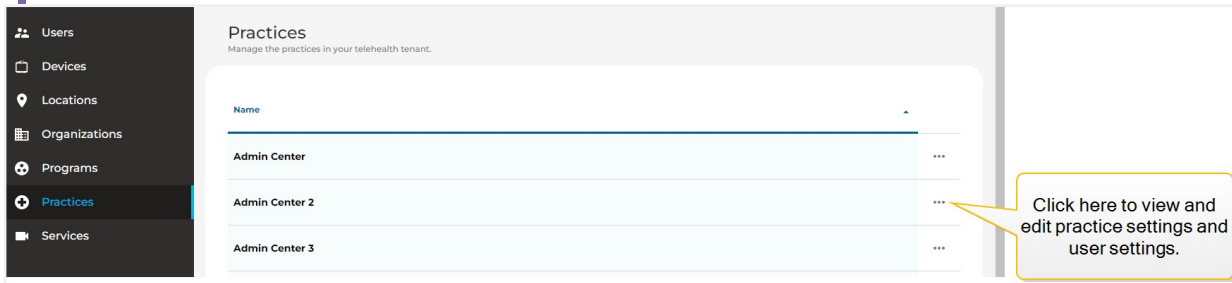 Users
Devices
Locations
Organizations
Programs
Practices
Services
Practices
Manage the practices in your telehealth tenant.
Name
Admin Center
Admin Center 2
Admin Center 3
Click here to view and
edit practice settings and
user settings.